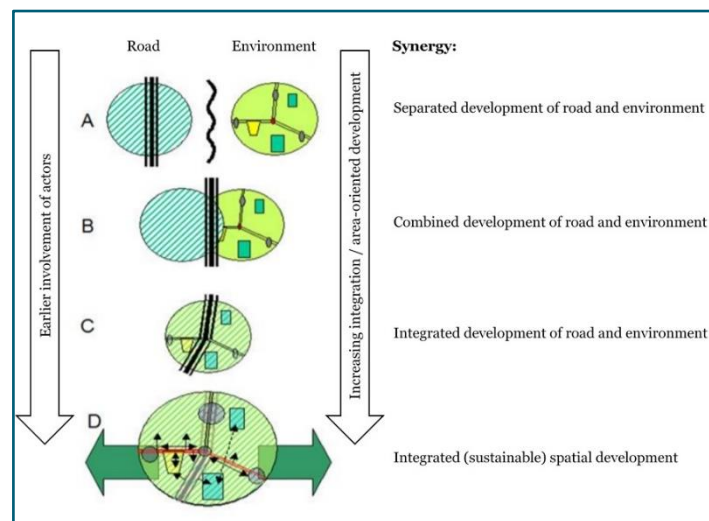 Road
Environment
Synergy:
A
Separated development of road and environment
B
Combined development of road and environment
C
Integrated development of road and environment
D
Integrated (sustainable) spatial development
Earlier involvement of actors
Increasing integration / area-oriented development